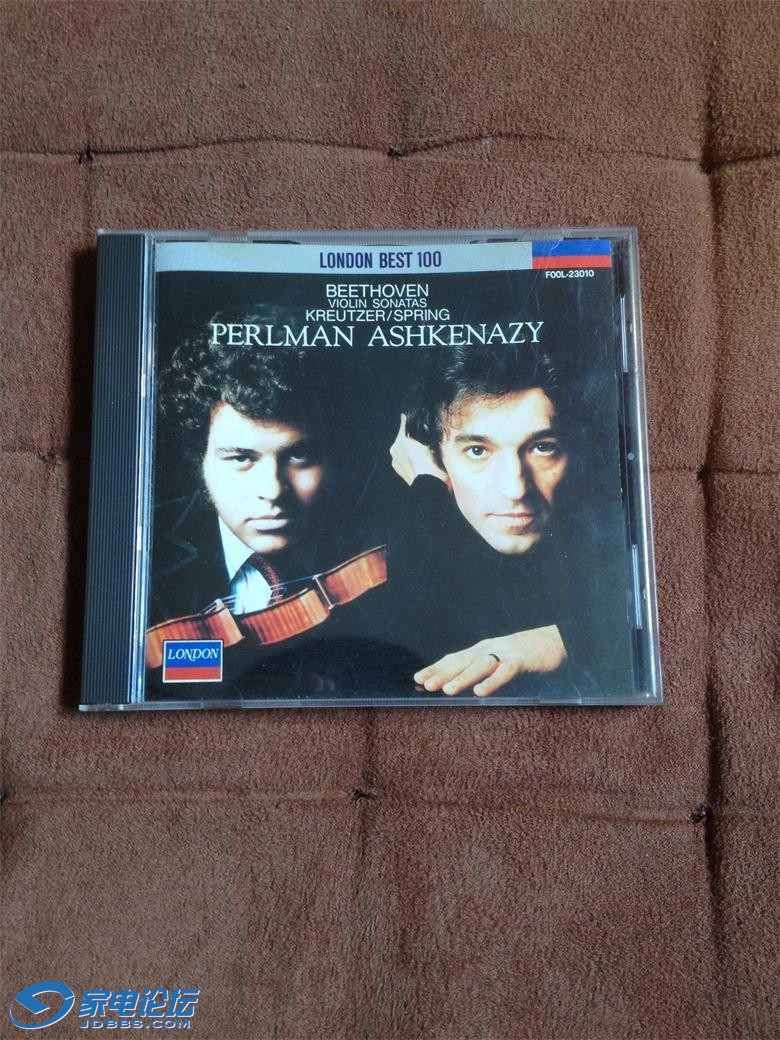 LONDON BEST 100
F00L-23010
BEETHOVEN
VIOLIN SONATAS
KREUTZER/SPRING
PERLMAN ASHKENAZY
LONDON
家电论坛
JDBBS.COM